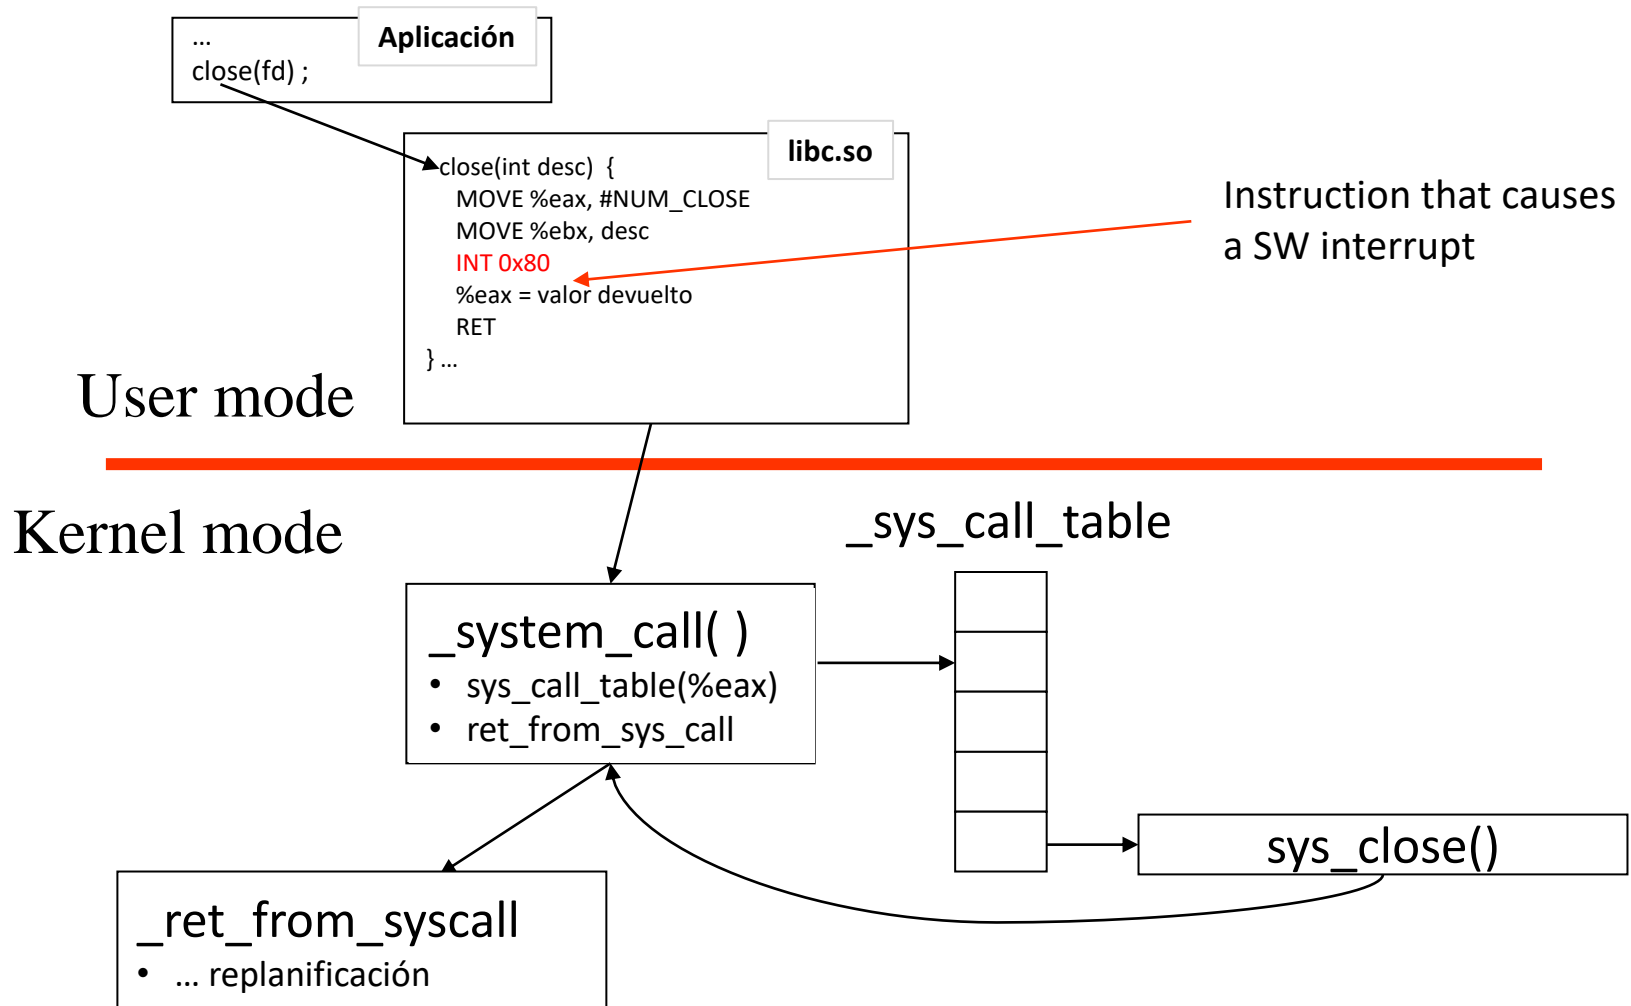 ...
Aplicación
close(fd) ;
libc.so
close(int desc) {
MOVE %eax, #NUM_CLOSE
MOVE %ebx, desc
INT 0x80
%eax = valor devuelto
RET
} ...
Instruction that causes
a SW interrupt
User mode
Kernel mode
_sys_call_table
_system_call( )
• sys_call_table(%eax)
• ret_from_sys_call
sys_close()
_ret_from_syscall
• ... replanificación